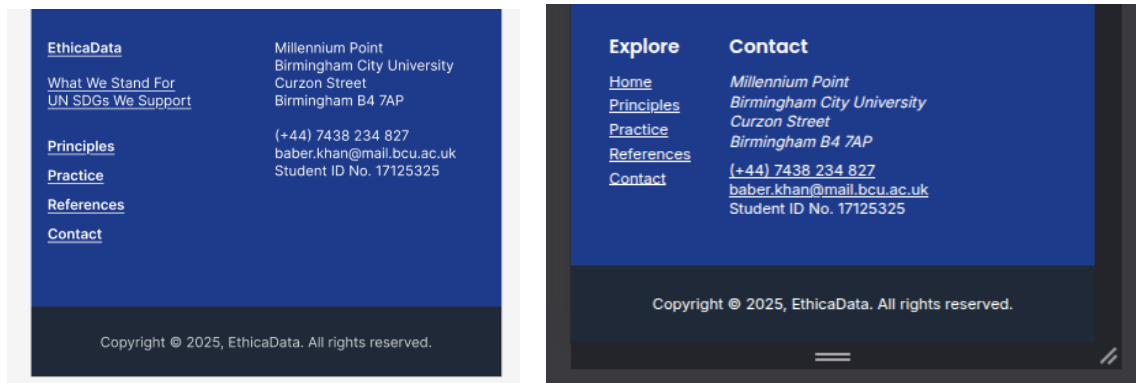 EthicaData
What We Stand For
UN SDGs We Support
Principles
Practice
References
Contact
Millennium Point
Birmingham City University
Curzon Street
Birmingham B4 7AP
(+44) 7438 234 827
baber.khan@mail.bcu.ac.uk
Student ID No. 17125325
Copyright © 2025, EthicaData. All rights reserved.
Explore
Home
Principles
Practice
References
Contact
Contact
Millennium Point
Birmingham City University
Curzon Street
Birmingham B4 7AP
(+44) 7438 234 827
baber.khan@mail.bcu.ac.uk
Student ID No. 17125325
Copyright © 2025, EthicaData. All rights reserved.